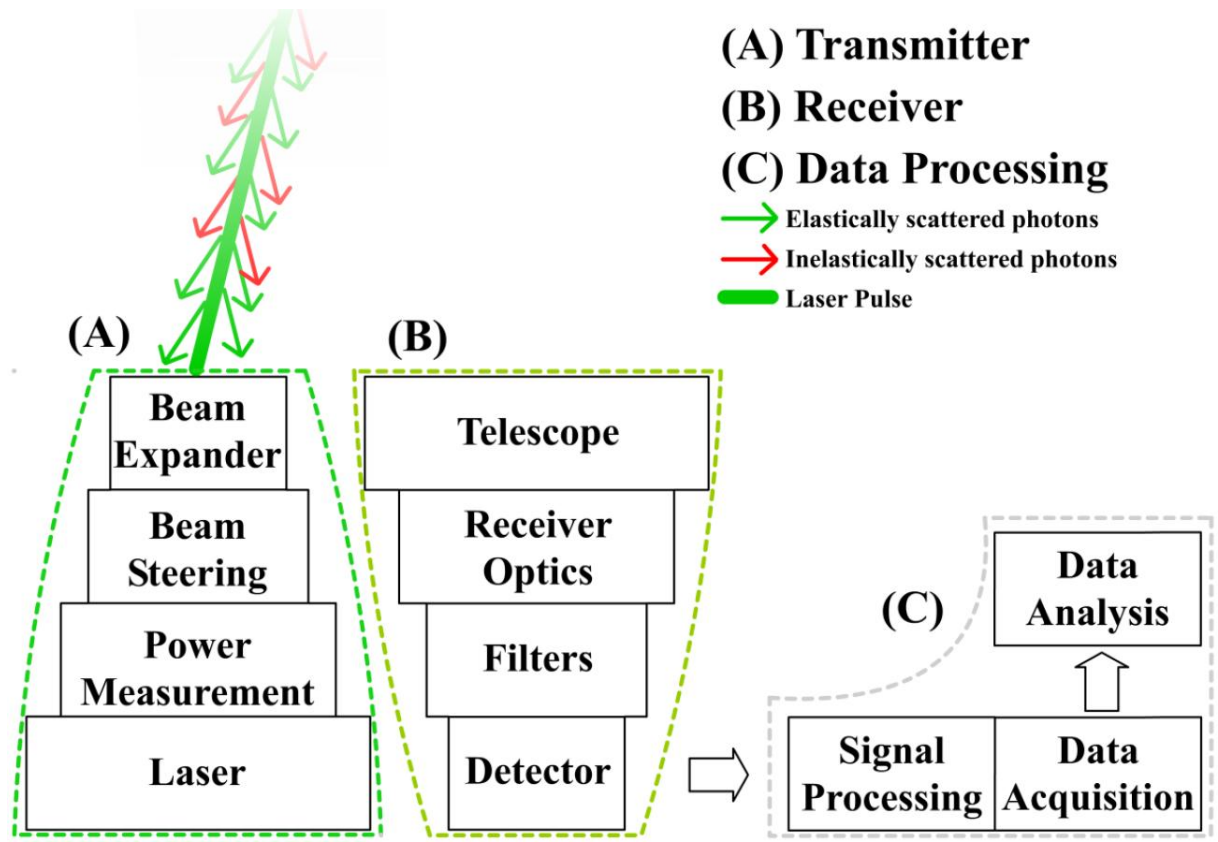 (A) Transmitter
(B) Receiver
(C) Data Processing
Elastically scattered photons
Inelastically scattered photons
Laser Pulse
(A)
Beam
Expander
Beam
Steering
Power
Measurement
Laser
(B)
Telescope
Receiver
Optics
Filters
Detector
(C)
Data
Analysis
Signal
Processing
Data
Acquisition